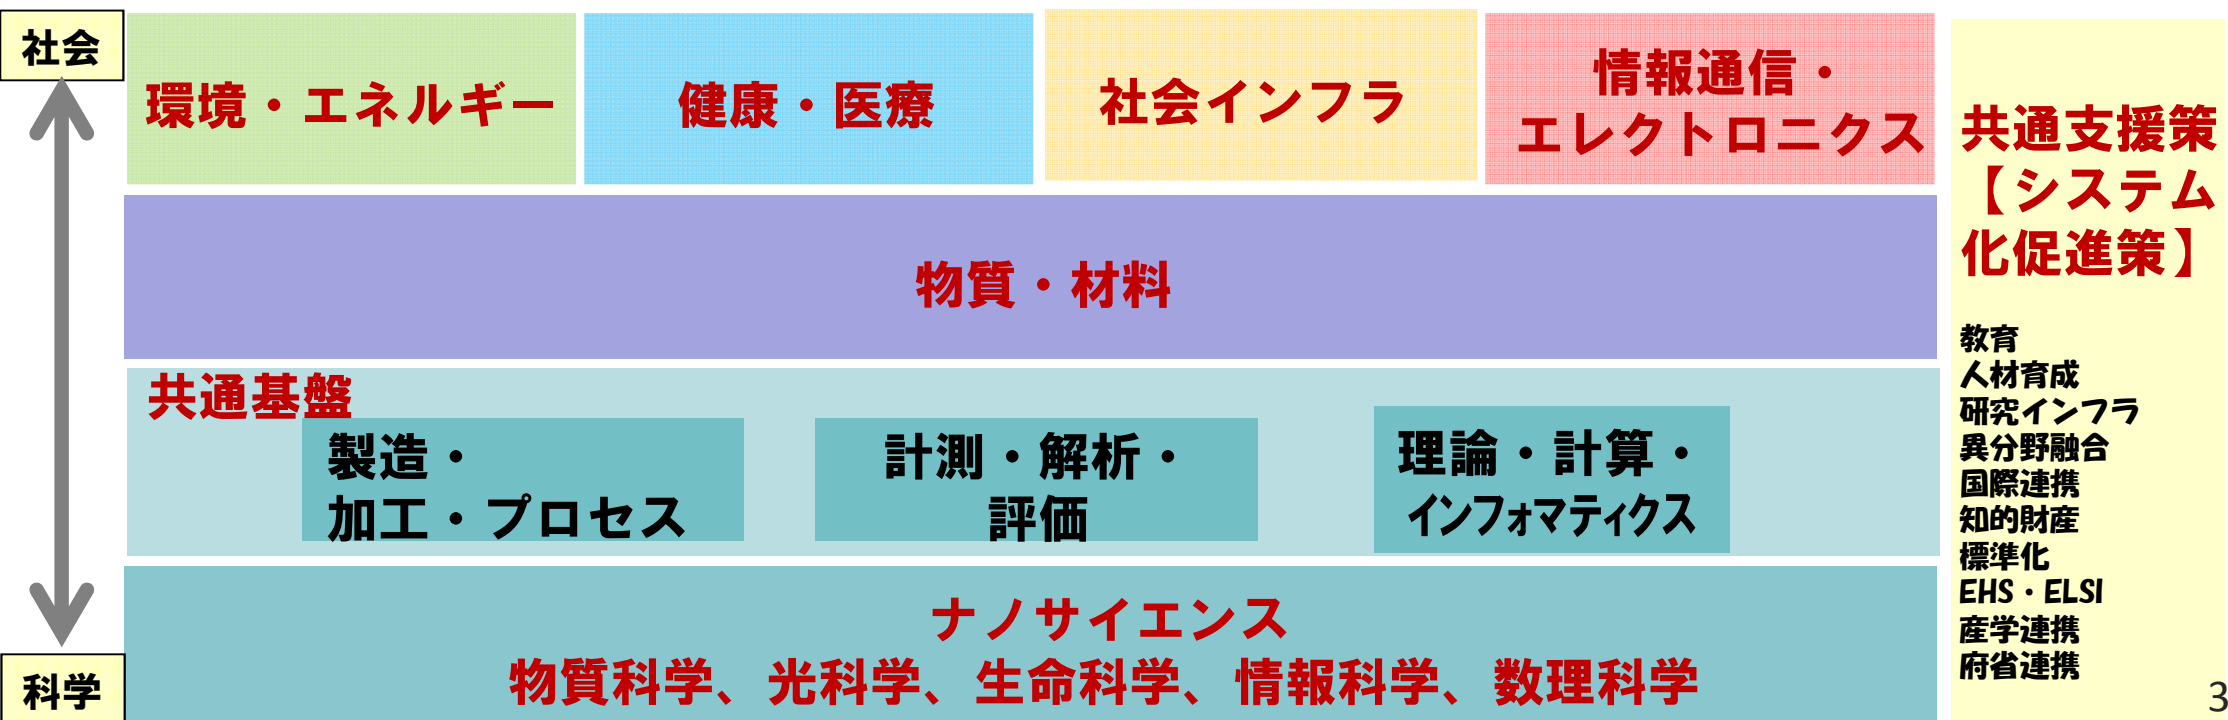 社会
環境・エネルギー
健康・医療
社会インフラ
情報通信・
エレクトロニクス
物質・材料
共通基盤
製造・
加工・プロセス
計測・解析・
評価
理論・計算・
インフォマティクス
ナノサイエンス
物質科学、光科学、生命科学、情報科学、数理科学
科学
共通支援策
【システム
化促進策】
教育
人材育成
研究インフラ
異分野融合
国際連携
知的財産
標準化
EHS・ELSI
産学連携
府省連携
3